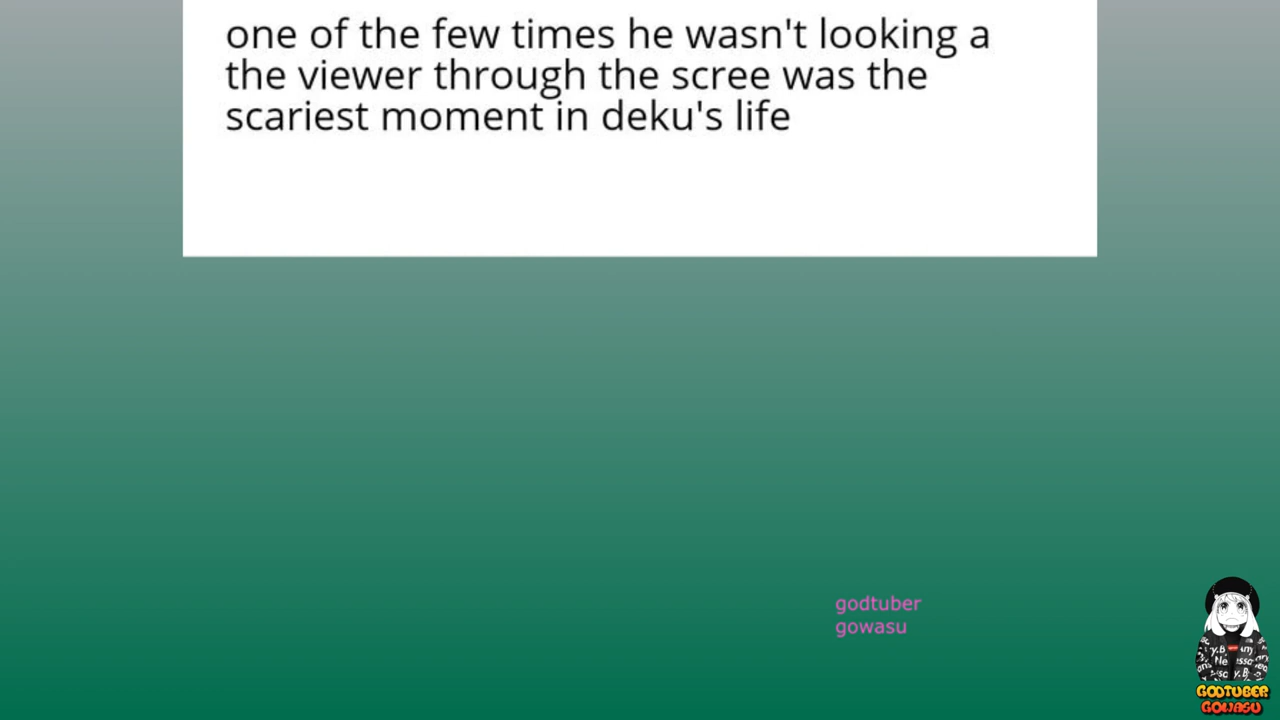 one of the few times he wasn't looking a
the viewer through the scree was the
scariest moment in deku's life
godtuber
gowasu
GODTUBER
GOWASU